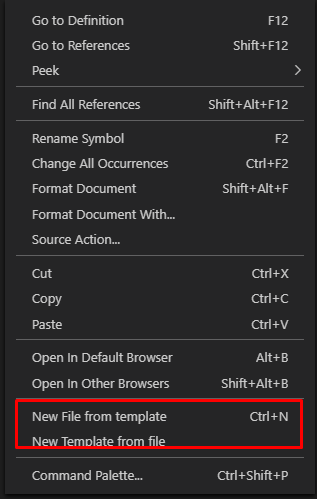 Go to Definition F12
Go to References Shift+F12
Peek
Find All References Shift+Alt+F12
Rename Symbol F2
Change All Occurrences Ctrl+F2
Format Document Shift+Alt+F
Format Document With...
Source Action...
Cut Ctrl+X
Copy Ctrl+C
Paste Ctrl+V
Open In Default Browser Alt+B
Open In Other Browsers Shift+Alt+B
New File from template Ctrl+N
New Template from file
Command Palette... Ctrl+Shift+P